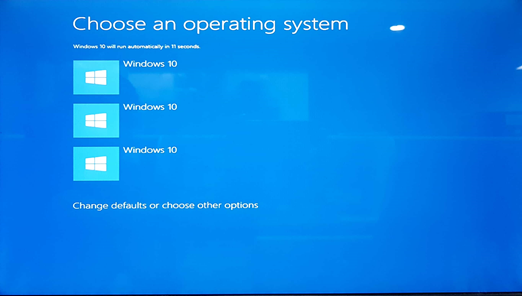 Choose an operating system
Windows 10 will run automatically in 11 seconds.
Windows 10
Windows 10
Windows 10
Change defaults or choose other options